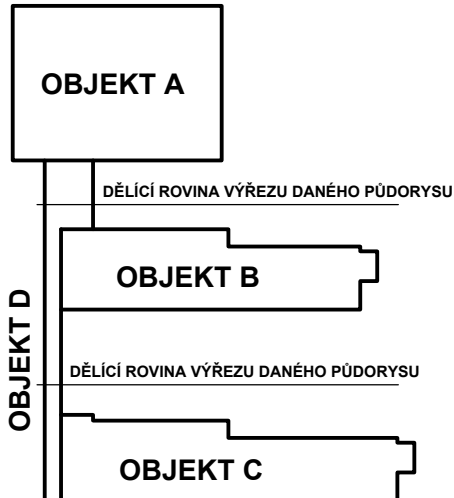 OBJEKT A
DĚLÍCÍ ROVINA VÝŘEZU DANÉHO PŮDORYSU
OBJEKT B
OBJEKT D
DĚLÍCÍ ROVINA VÝŘEZU DANÉHO PŮDORYSU
OBJEKT C